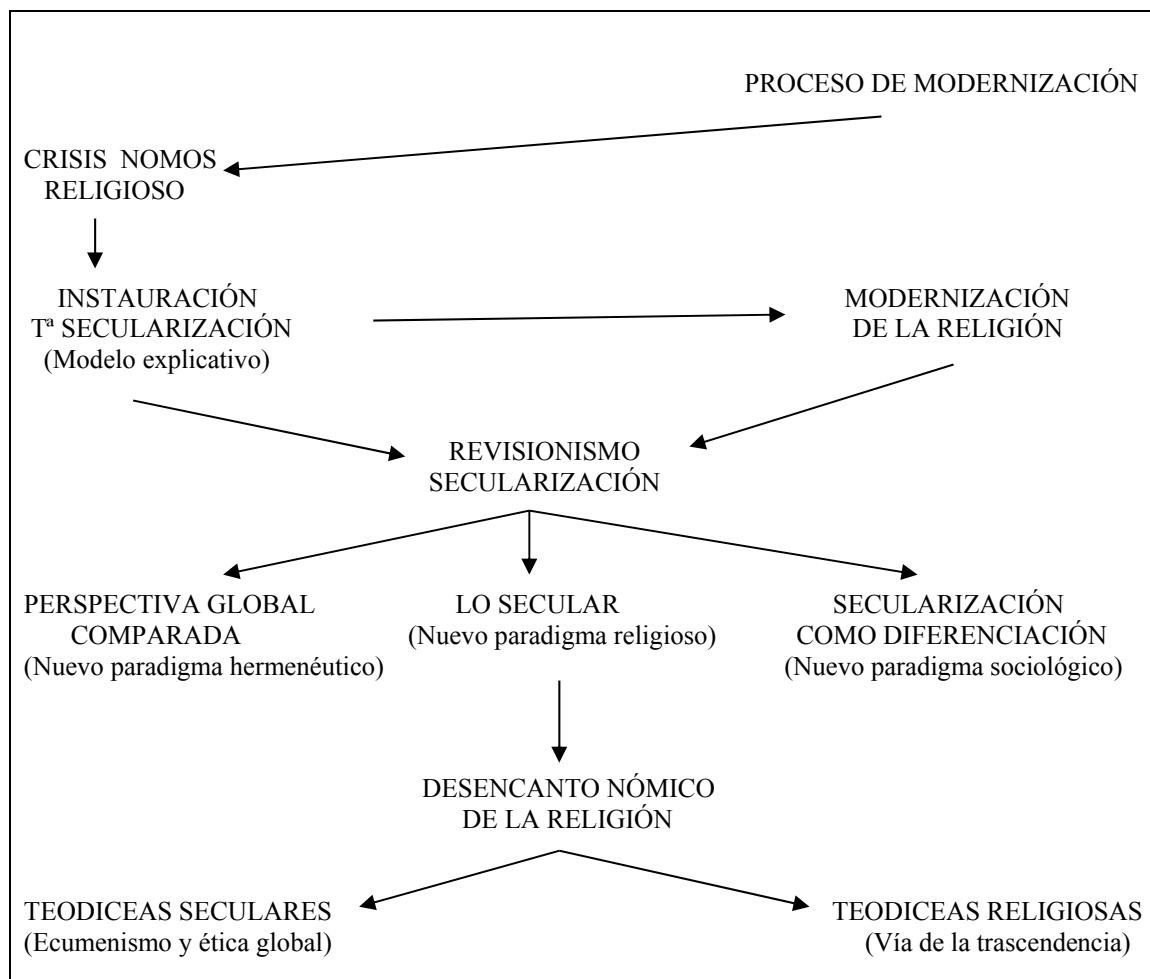 PROCESO DE MODERNIZACIÓN
CRISIS NOMOS
RELIGIOSO
INSTAURACIÓN
Tª SECULARIZACIÓN
(Modelo explicativo)
MODERNIZACIÓN
DE LA RELIGIÓN
REVISIONISMO
SECULARIZACIÓN
PERSPECTIVA GLOBAL
COMPARADA
(Nuevo paradigma hermenéutico)
LO SECULAR
(Nuevo paradigma religioso)
SECULARIZACIÓN
COMO DIFERENCIACIÓN
(Nuevo paradigma sociológico)
DESENCANTO NÓMICO
DE LA RELIGIÓN
TEODICEAS SECULARES
(Ecumenismo y ética global)
TEODICEAS RELIGIOSAS
(Vía de la trascendencia)